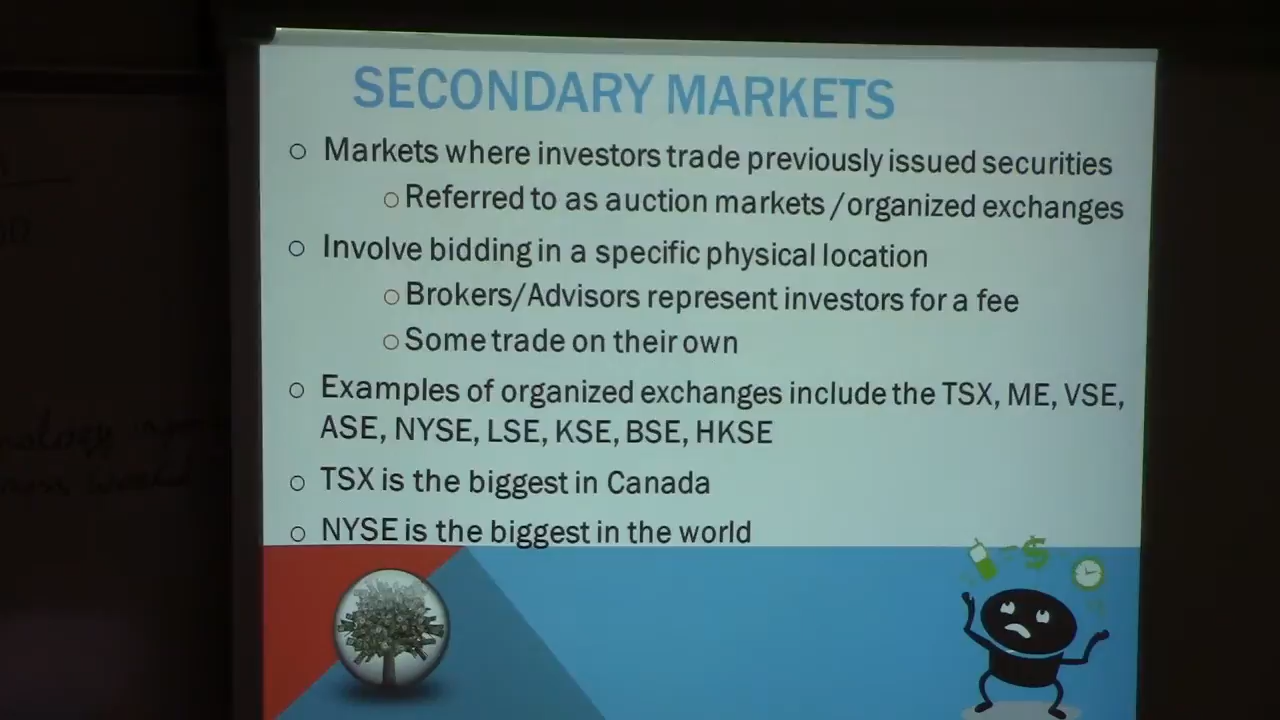 SECONDARY MARKETS
Markets where investors trade previously issued securities
Referred to as auction markets /organized exchanges
Involve bidding in a specific physical location
Brokers/Advisors represent investors for a fee
Some trade on their own
Examples of organized exchanges include the TSX, ME, VSE,
ASE, NYSE, LSE, KSE, BSE, HKSE
TSX is the biggest in Canada
NYSE is the biggest in the world
$